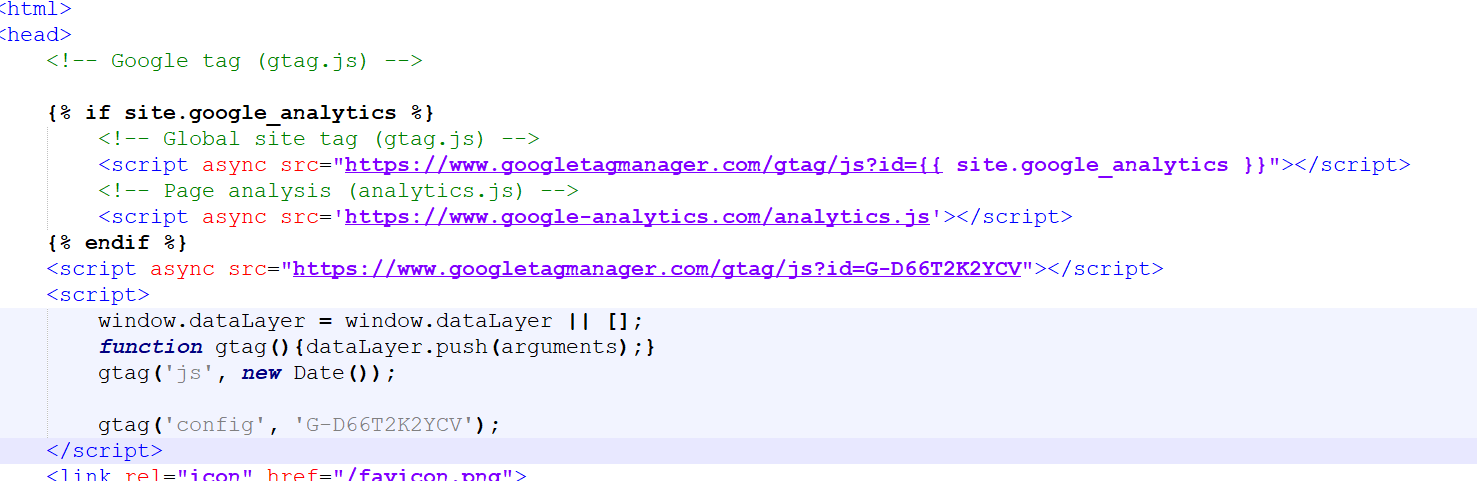 <html>
<head>
<!-- Google tag (gtag.js) -->
{% if site.google_analytics %}
<!-- Global site tag (gtag.js) -->
<script async src="https://www.googletagmanager.com/gtag/js?id={{ site.google_analytics }}"></script>
<!-- Page analysis (analytics.js) -->
<script async src='https://www.google-analytics.com/analytics.js'></script>
{% endif %}
<script async src="https://www.googletagmanager.com/gtag/js?id=G-D66T2K2YCV"></script>
<script>
window.dataLayer = window.dataLayer || [];
function gtag(){dataLayer.push(arguments);}
gtag('js', new Date());
gtag('config', 'G-D66T2K2YCV');
</script>
<link rel="icon" href="/favicon.png">